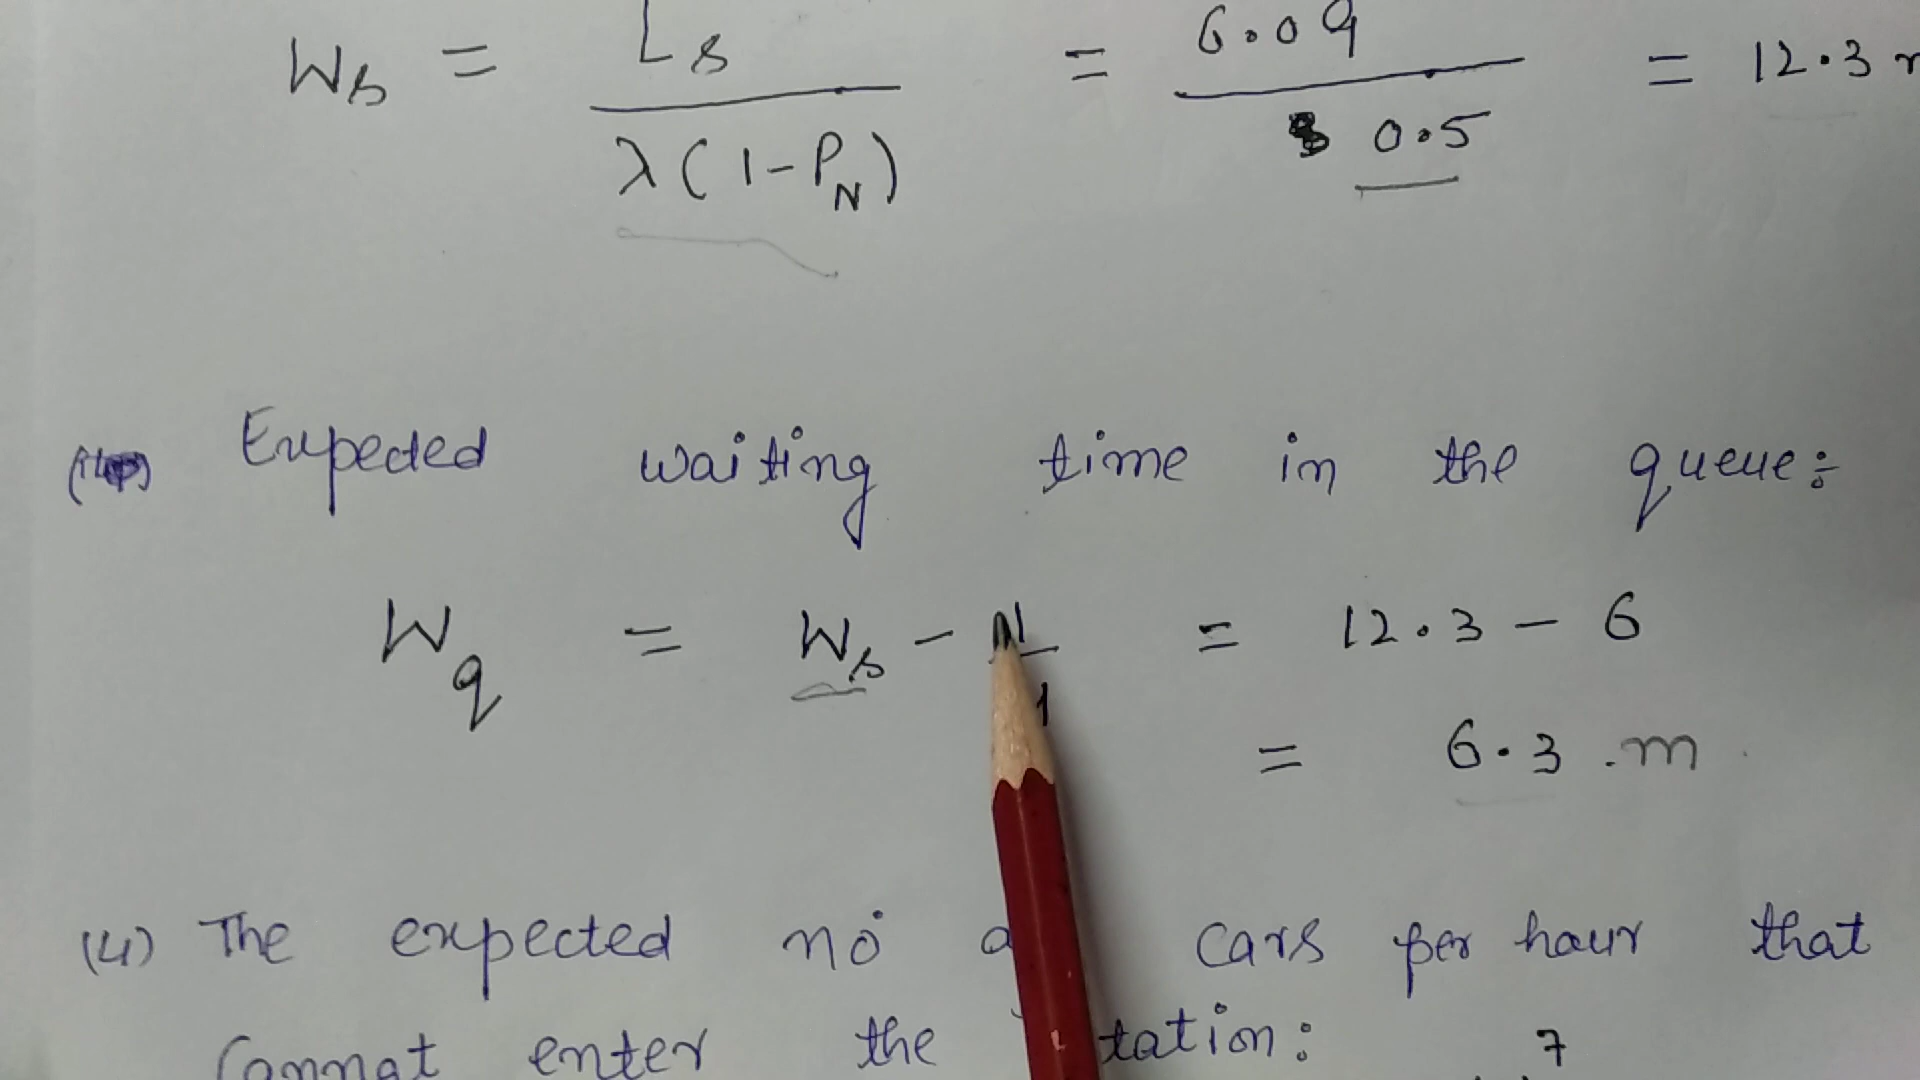 Ws = Ls / λ(1-PN) = 6.09 / 0.5 = 12.3
Expected waiting time in the queue:
Wq = Ws - = 12.3 - 6
= 6.3 .m
(4) The expected no cars per hour that
Cannot enter the tation:
7